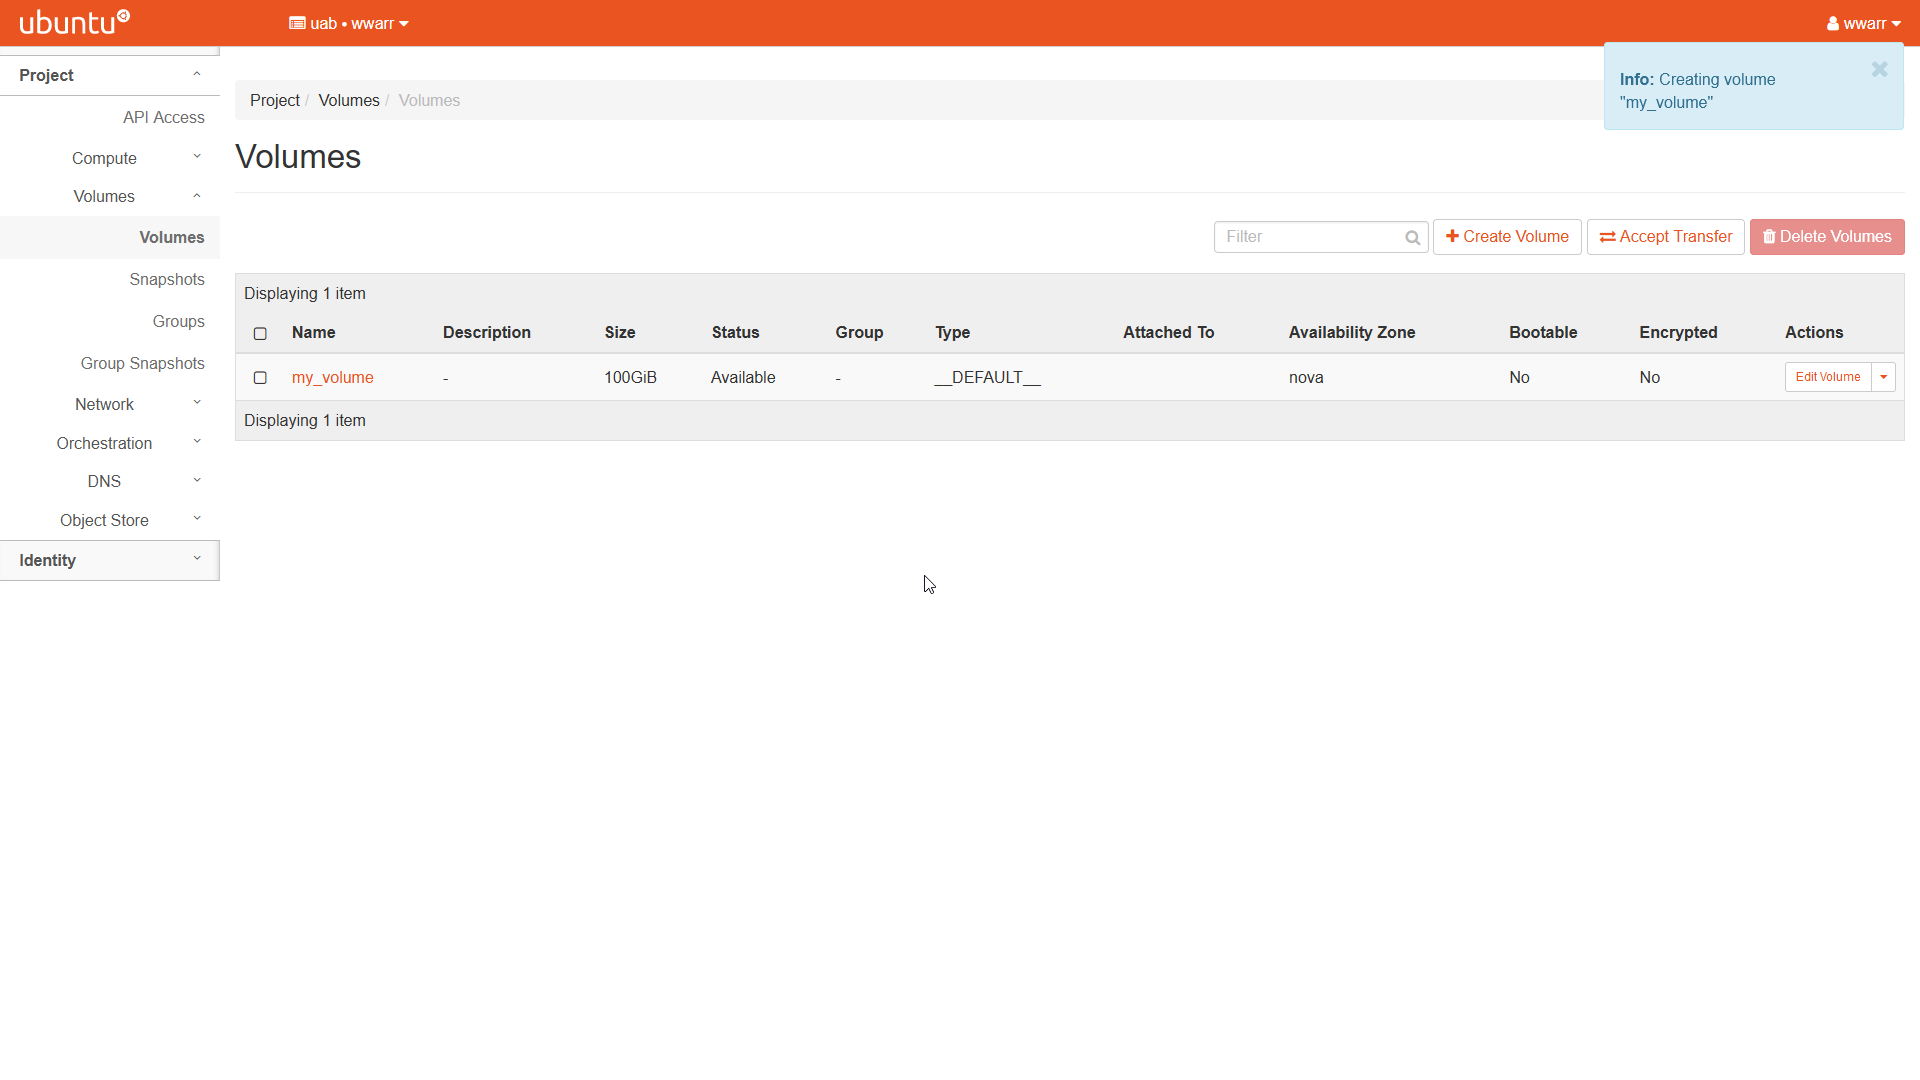 ubuntu
uab • wwarr
wwarr
Info: Creating volume
"my_volume"
Project
API Access
Compute
Volumes
Volumes
Snapshots
Groups
Group Snapshots
Network
Orchestration
DNS
Object Store
Identity
Project / Volumes / Volumes
Volumes
Filter
Create Volume
Accept Transfer
Delete Volumes
Displaying 1 item
Name Description Size Status Group Type Attached To Availability Zone Bootable Encrypted Actions
my_volume - 100GiB Available - __DEFAULT__ nova No No Edit Volume
Displaying 1 item